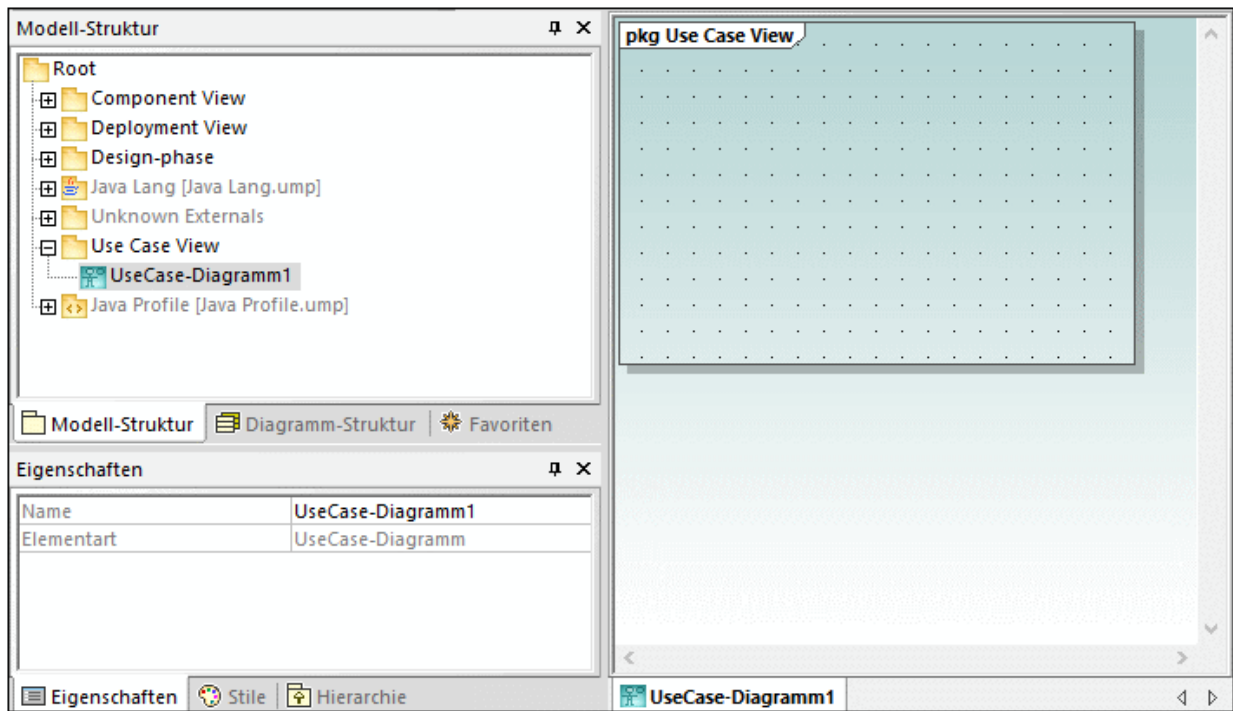 Modell-Struktur
Root
Component View
Deployment View
Design-phase
Java Lang [Java Lang.ump]
Unknown Externals
Use Case View
UseCase-Diagramm1
Java Profile [Java Profile.ump]
Modell-Struktur Diagramm-Struktur Favoriten
Eigenschaften
Name UseCase-Diagramm1
Elementart UseCase-Diagramm
Eigenschaften Stile Hierarchie
pkg Use Case View
UseCase-Diagramm1